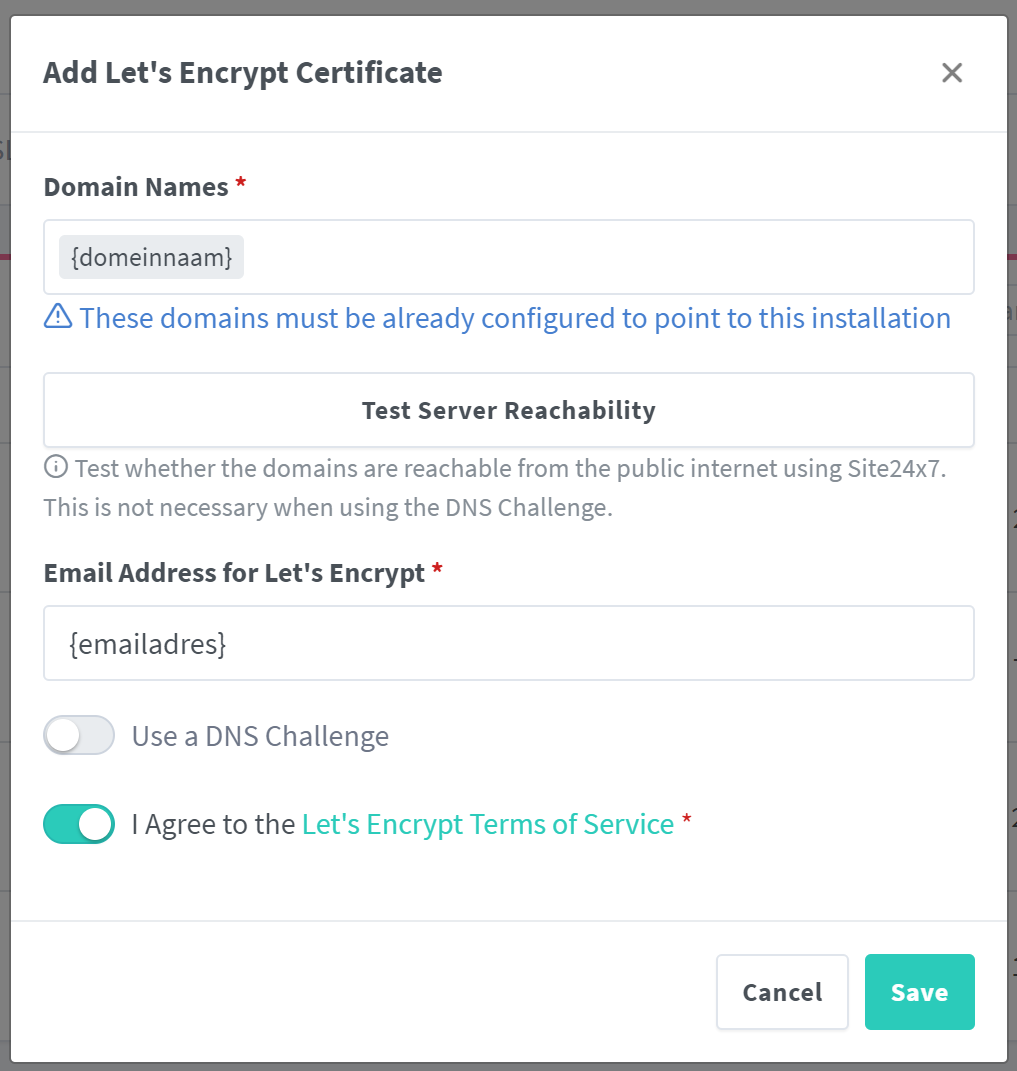 Add Let's Encrypt Certificate
Domain Names *
{domeinnaam}
These domains must be already configured to point to this installation
Test Server Reachability
Test whether the domains are reachable from the public internet using Site24x7.
This is not necessary when using the DNS Challenge.
Email Address for Let's Encrypt *
{emailadres}
Use a DNS Challenge
I Agree to the Let's Encrypt Terms of Service *
Cancel
Save